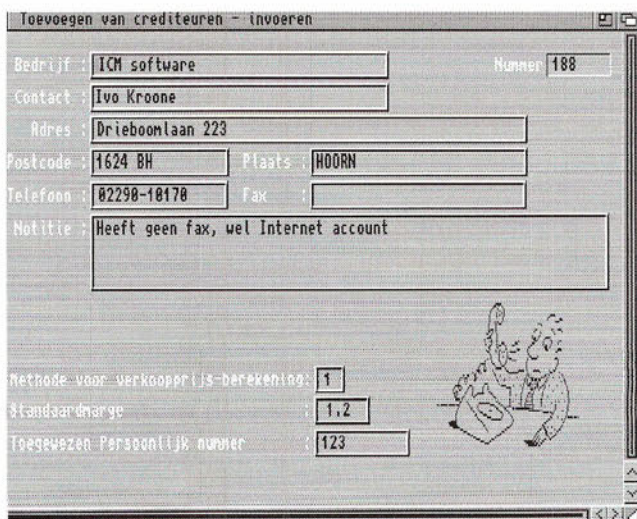 Toevoegen van crediteuren - invoeren
Bedrijf : ICM software Nummer 188
Contact : Ivo Kroone
Adres : Drieboomlaan 223
Postcode : 1624 BH Plaats : HOORN
Telefoon : 02290-10170 Fax :
Notitie : Heeft geen fax, wel Internet account
Methode voor verkoopprijs-berekening: 1
Standaardmarge : 1.2
Toegewezen Persoonlijk nummer : 123